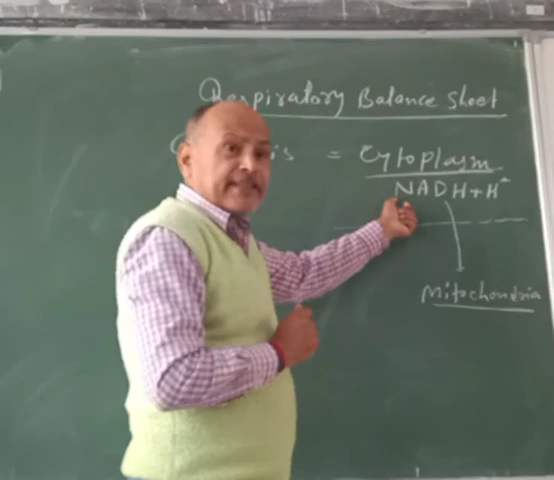 Respiratory Balance Sheet
= Cytoplasm
NADH+H+
Mitochondria